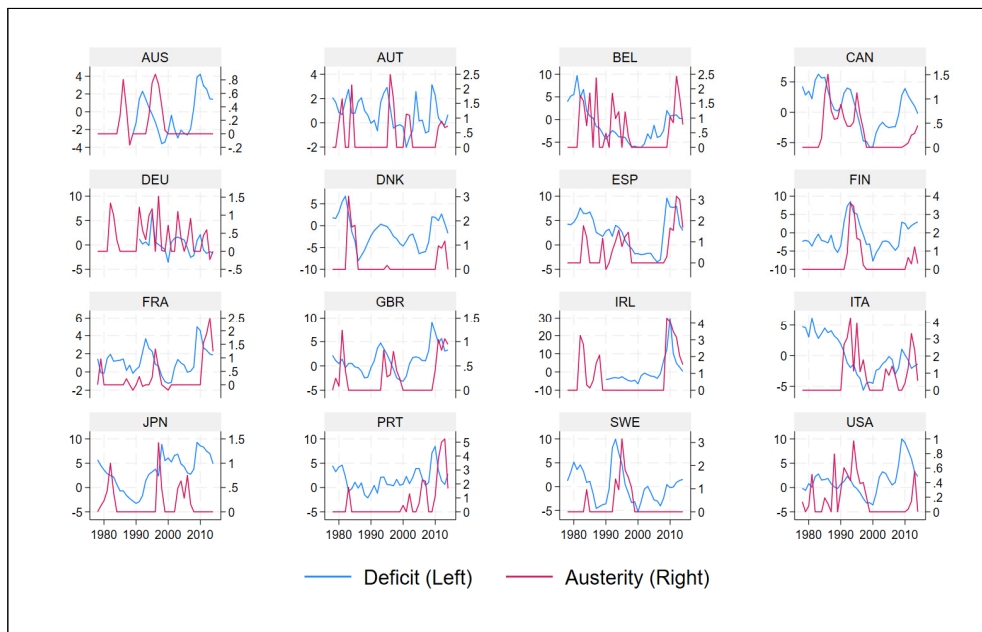 AUS AUT BEL CAN
4 2 0 -2 -4 .8 .6 .4 .2 0 -.2 4 2 0 -2 2.5 2 1.5 1 .5 0 10 5 0 -5 2.5 2 1.5 1 .5 0 5 0 -5 1.5 1 .5 0
DEU DNK ESP FIN
10 5 0 -5 1.5 1 .5 0 -.5 10 5 0 -5 -10 3 2 1 0 10 5 0 -5 3 2 1 0 10 5 0 -5 -10 4 3 2 1 0
FRA GBR IRL ITA
6 4 2 0 -2 2.5 2 1.5 1 .5 0 10 5 0 -5 1.5 1 .5 0 30 20 10 0 -10 4 3 2 1 0 5 0 -5 4 3 2 1 0
JPN PRT SWE USA
10 5 0 -5 1.5 1 .5 0 10 5 0 -5 5 4 3 2 1 0 10 5 0 -5 3 2 1 0 10 5 0 -5 1 .8 .6 .4 .2 0
1980 1990 2000 2010 1980 1990 2000 2010 1980 1990 2000 2010 1980 1990 2000 2010
Deficit (Left) Austerity (Right)